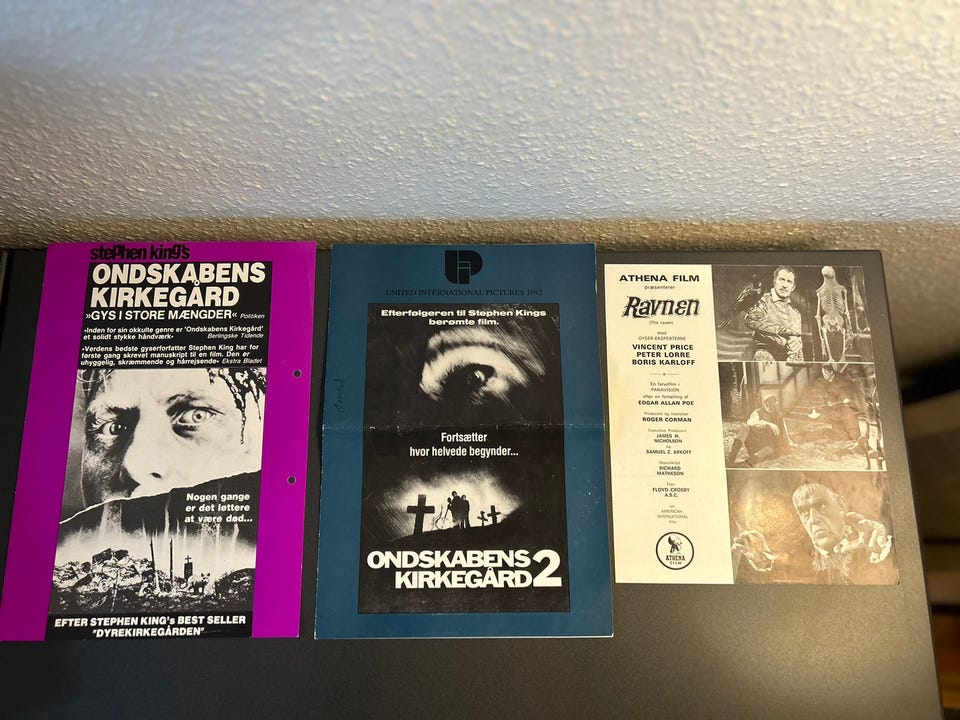 stephen king's
ONDSKABENS
KIRKEGÅRD
»GYS I STORE MÆNGDER« Politiken
•Inden for sin okkulte genre er 'Ondskabens Kirkegård'
et solidt stykke håndværk• Berlingske Tidende
•Verdens bedste gyserforfatter Stephen King har for
første gang skrevet manuskript til en film. Den er
uhyggelig, skræmmende og hårrejsende• Ekstra Bladet
Nogen gange
er det lettere
at være død...
EFTER STEPHEN KING's BEST SELLER
"DYREKIRKEGÅRDEN"
UIP
UNITED INTERNATIONAL PICTURES 1992
Efterfølgeren til Stephen Kings
berømte film.
Fortsætter
hvor helvede begynder...
ONDSKABENS
KIRKEGÅRD 2
ATHENA FILM
præsenterer
Ravnen
(The raven)
med
GYSER-EKSPERTERNE
VINCENT PRICE
PETER LORRE
BORIS KARLOFF
En farvefilm i
PANAVISION
efter en fortælling af
EDGAR ALLAN POE
Produceret og instrueret
ROGER CORMAN
Executive Producers
JAMES H.
NICHOLSON
og
SAMUEL Z. ARKOFF
Manuskript
RICHARD
MATHESON
Foto
FLOYD CROSBY
A.S.C.
en
AMERICAN
INTERNATIONAL
film
ATHENA
FILM